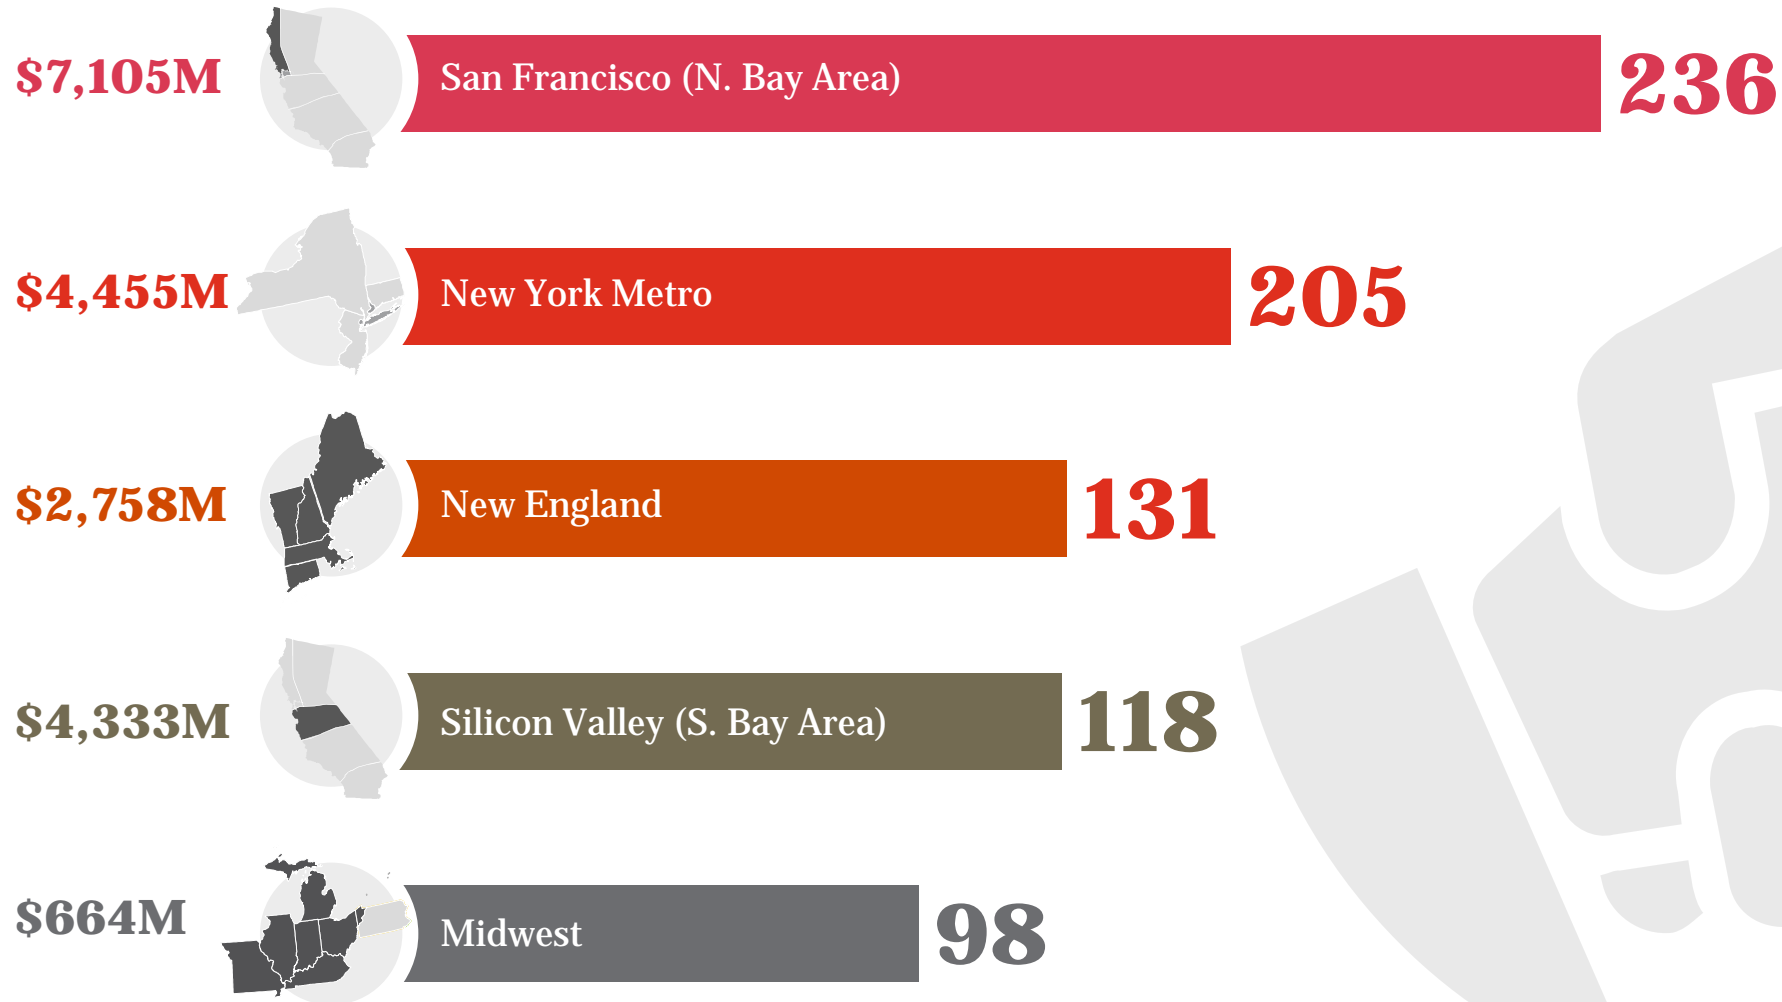 $7,105M San Francisco (N. Bay Area) 236
$4,455M New York Metro 205
$2,758M New England 131
$4,333M Silicon Valley (S. Bay Area) 118
$664M Midwest 98